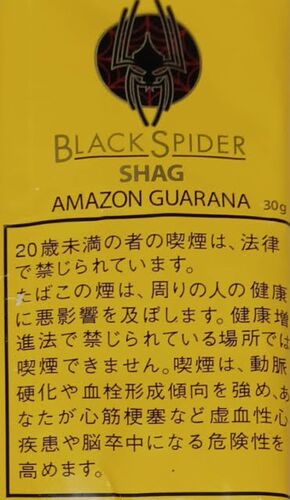 BLACK SPIDER
SHAG
AMAZON GUARANA 30g
20歳未満の者の喫煙は、法律
で禁じられています。
たばこの煙は、周りの人の健康
に悪影響を及ぼします。健康増
進法で禁じられている場所では
喫煙できません。喫煙は、動脈
硬化や血栓形成傾向を強め、あ
なたが心筋梗塞など虚血性心
疾患や脳卒中になる危険性を
高めます。